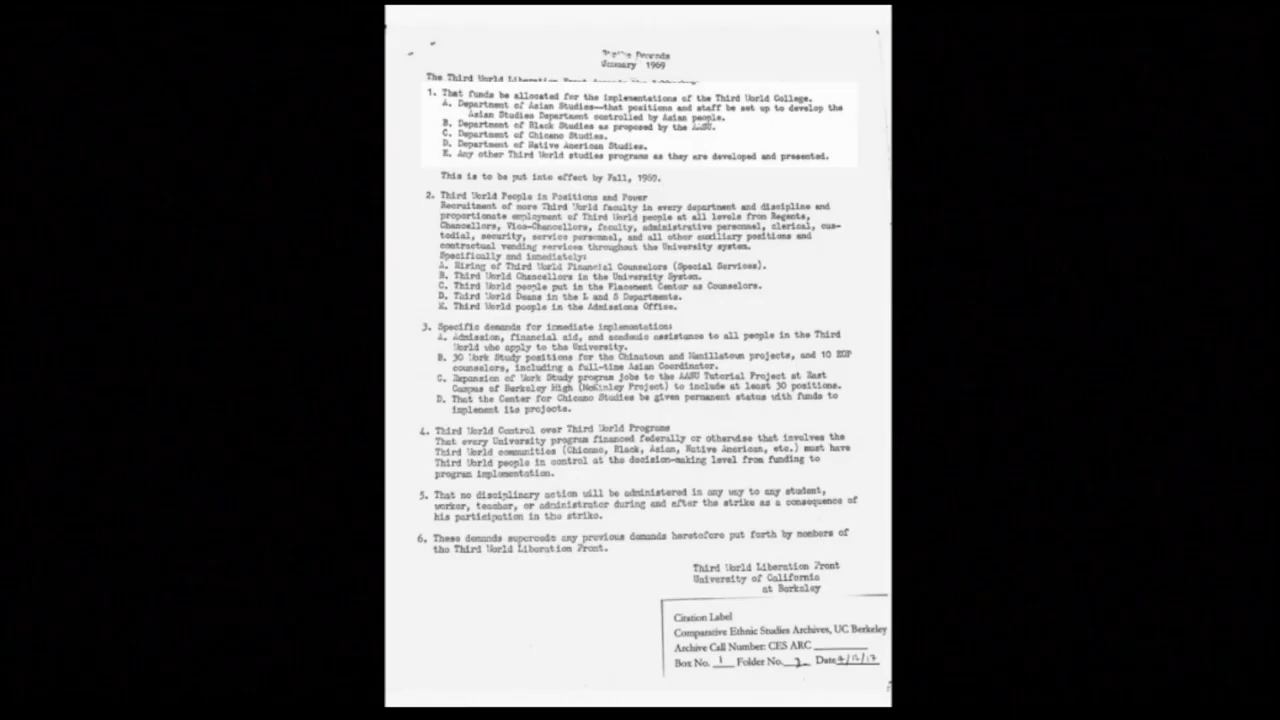 January 1969
The Third World Liberation Front demands the following:
1. That funds be allocated for the implementations of the Third World College.
A. Department of Asian Studies—that positions and staff be set up to develop the
Asian Studies Department controlled by Asian people.
B. Department of Black Studies as proposed by the AASU.
C. Department of Chicano Studies.
D. Department of Native American Studies.
E. Any other Third World studies programs as they are developed and presented.
This is to be put into effect by Fall, 1969.
2. Third World People in Positions and Power
Recruitment of more Third World faculty in every department and discipline and
proportionate employment of Third World people at all levels from Regents,
Chancellors, Vice-Chancellors, faculty, administrative personnel, clerical, cus-
todial, security, service personnel, and all other auxiliary positions and
contractual vending services throughout the University system.
Specifically and immediately:
A. Hiring of Third World Financial Counselors (Special Services).
B. Third World Chancellors in the University System.
C. Third World people put in the Placement Center as Counselors.
D. Third World Deans in the L and S Departments.
E. Third World people in the Admissions Office.
3. Specific demands for immediate implementation:
A. Admission, financial aid, and academic assistance to all people in the Third
World who apply to the University.
B. 30 Work Study positions for the Chinatown and Manillatown projects, and 10 EOP
counselors, including a full-time Asian Coordinator.
C. Expansion of Work Study program jobs to the AASU Tutorial Project at East
Campus of Berkeley High (McKinley Project) to include at least 30 positions.
D. That the Center for Chicano Studies be given permanent status with funds to
implement its projects.
4. Third World Control over Third World Programs
That every University program financed federally or otherwise that involves the
Third World communities (Chicano, Black, Asian, Native American, etc.) must have
Third World people in control at the decision-making level from funding to
program implementation.
5. That no disciplinary action will be administered in any way to any student,
worker, teacher, or administrator during and after the strike as a consequence of
his participation in the strike.
6. These demands supercede any previous demands heretofore put forth by members of
the Third World Liberation Front.
Third World Liberation Front
University of California
at Berkeley
Citation Label
Comparative Ethnic Studies Archives, UC Berkeley
Archive Call Number: CES ARC
Box No. 1 Folder No. 2 Date